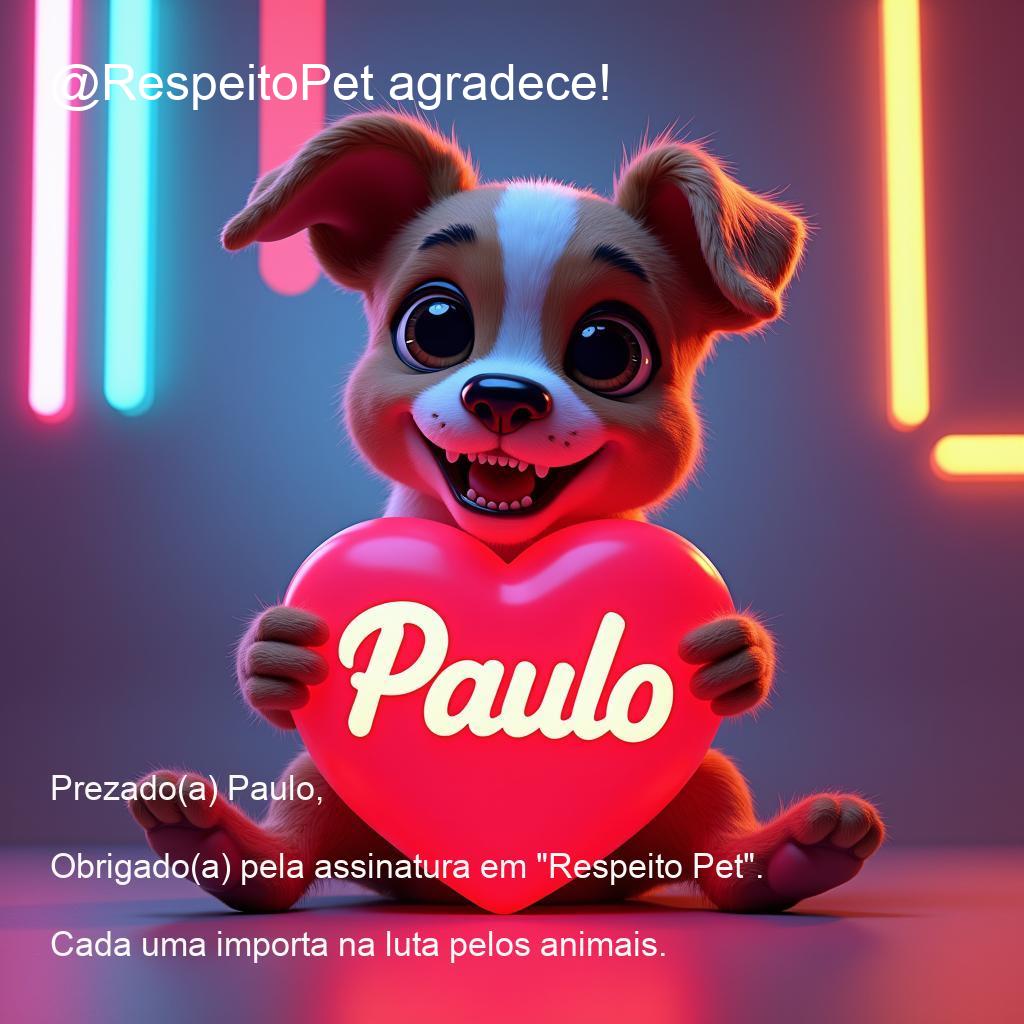 @RespeitoPet agradece!
Paulo
Prezado(a) Paulo,
Obrigado(a) pela assinatura em "Respeito Pet".
Cada uma importa na luta pelos animais.